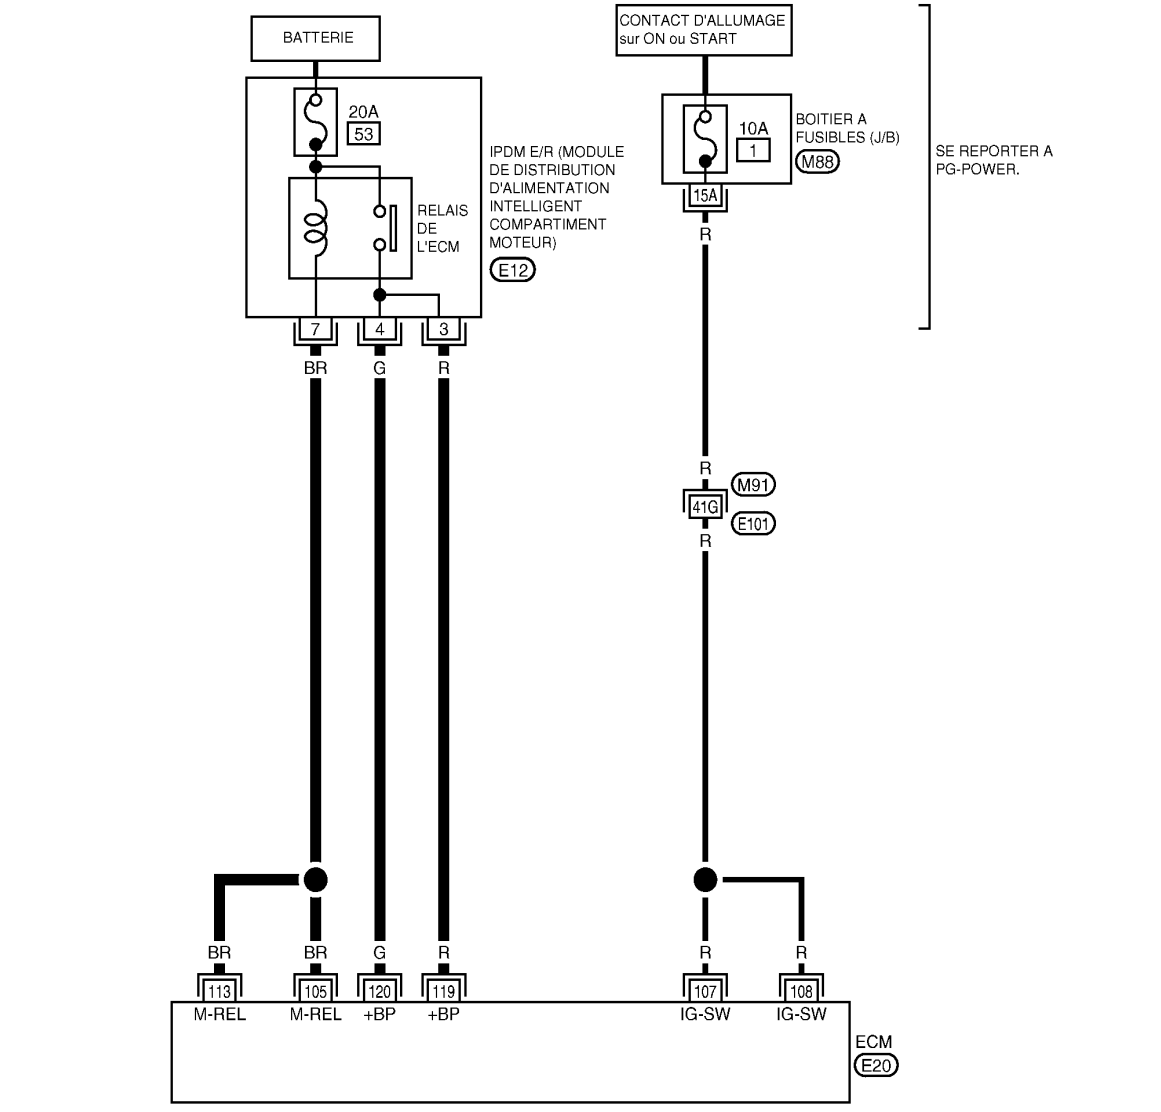 BATTERIE
CONTACT D'ALLUMAGE
sur ON ou START
20A
53
IPDM E/R (MODULE
DE DISTRIBUTION
D'ALIMENTATION
INTELLIGENT
COMPARTIMENT
MOTEUR)
E12
RELAIS
DE
L'ECM
10A
1
BOITIER A
FUSIBLES (J/B)
M88
SE REPORTER A
PG-POWER.
15A
R
7
4
3
BR
G
R
R
M91
41G
E101
R
BR
BR
G
R
R
R
113
105
120
119
107
108
M-REL
M-REL
+BP
+BP
IG-SW
IG-SW
ECM
E20